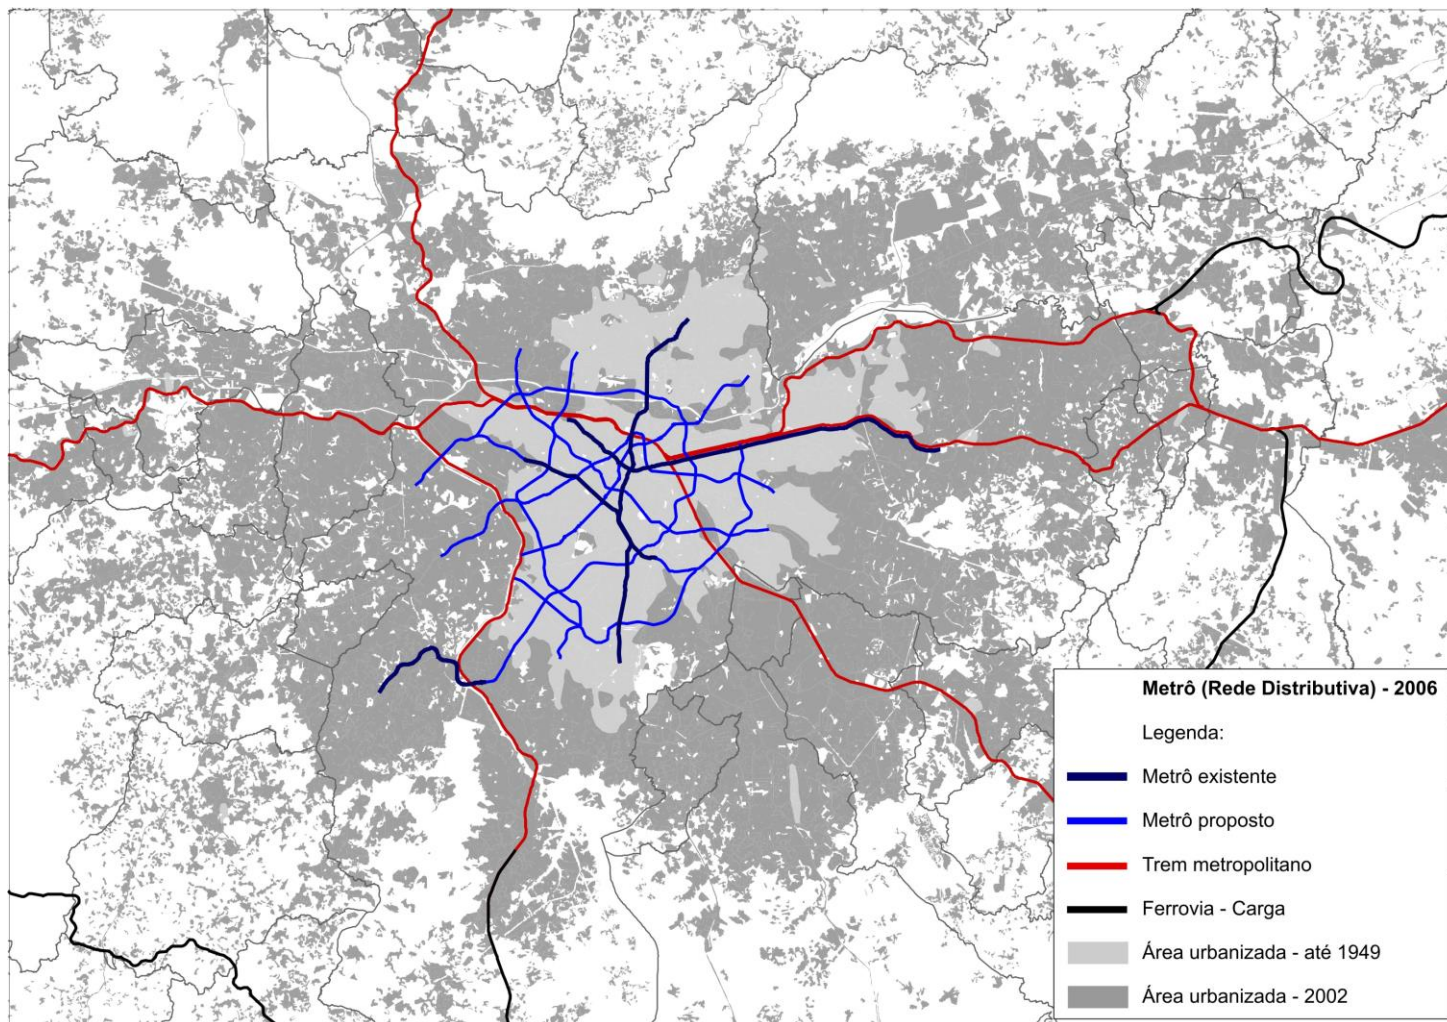 Metrô (Rede Distributiva) - 2006
Legenda:
Metrô existente
Metrô proposto
Trem metropolitano
Ferrovia - Carga
Área urbanizada - até 1949
Área urbanizada - 2002